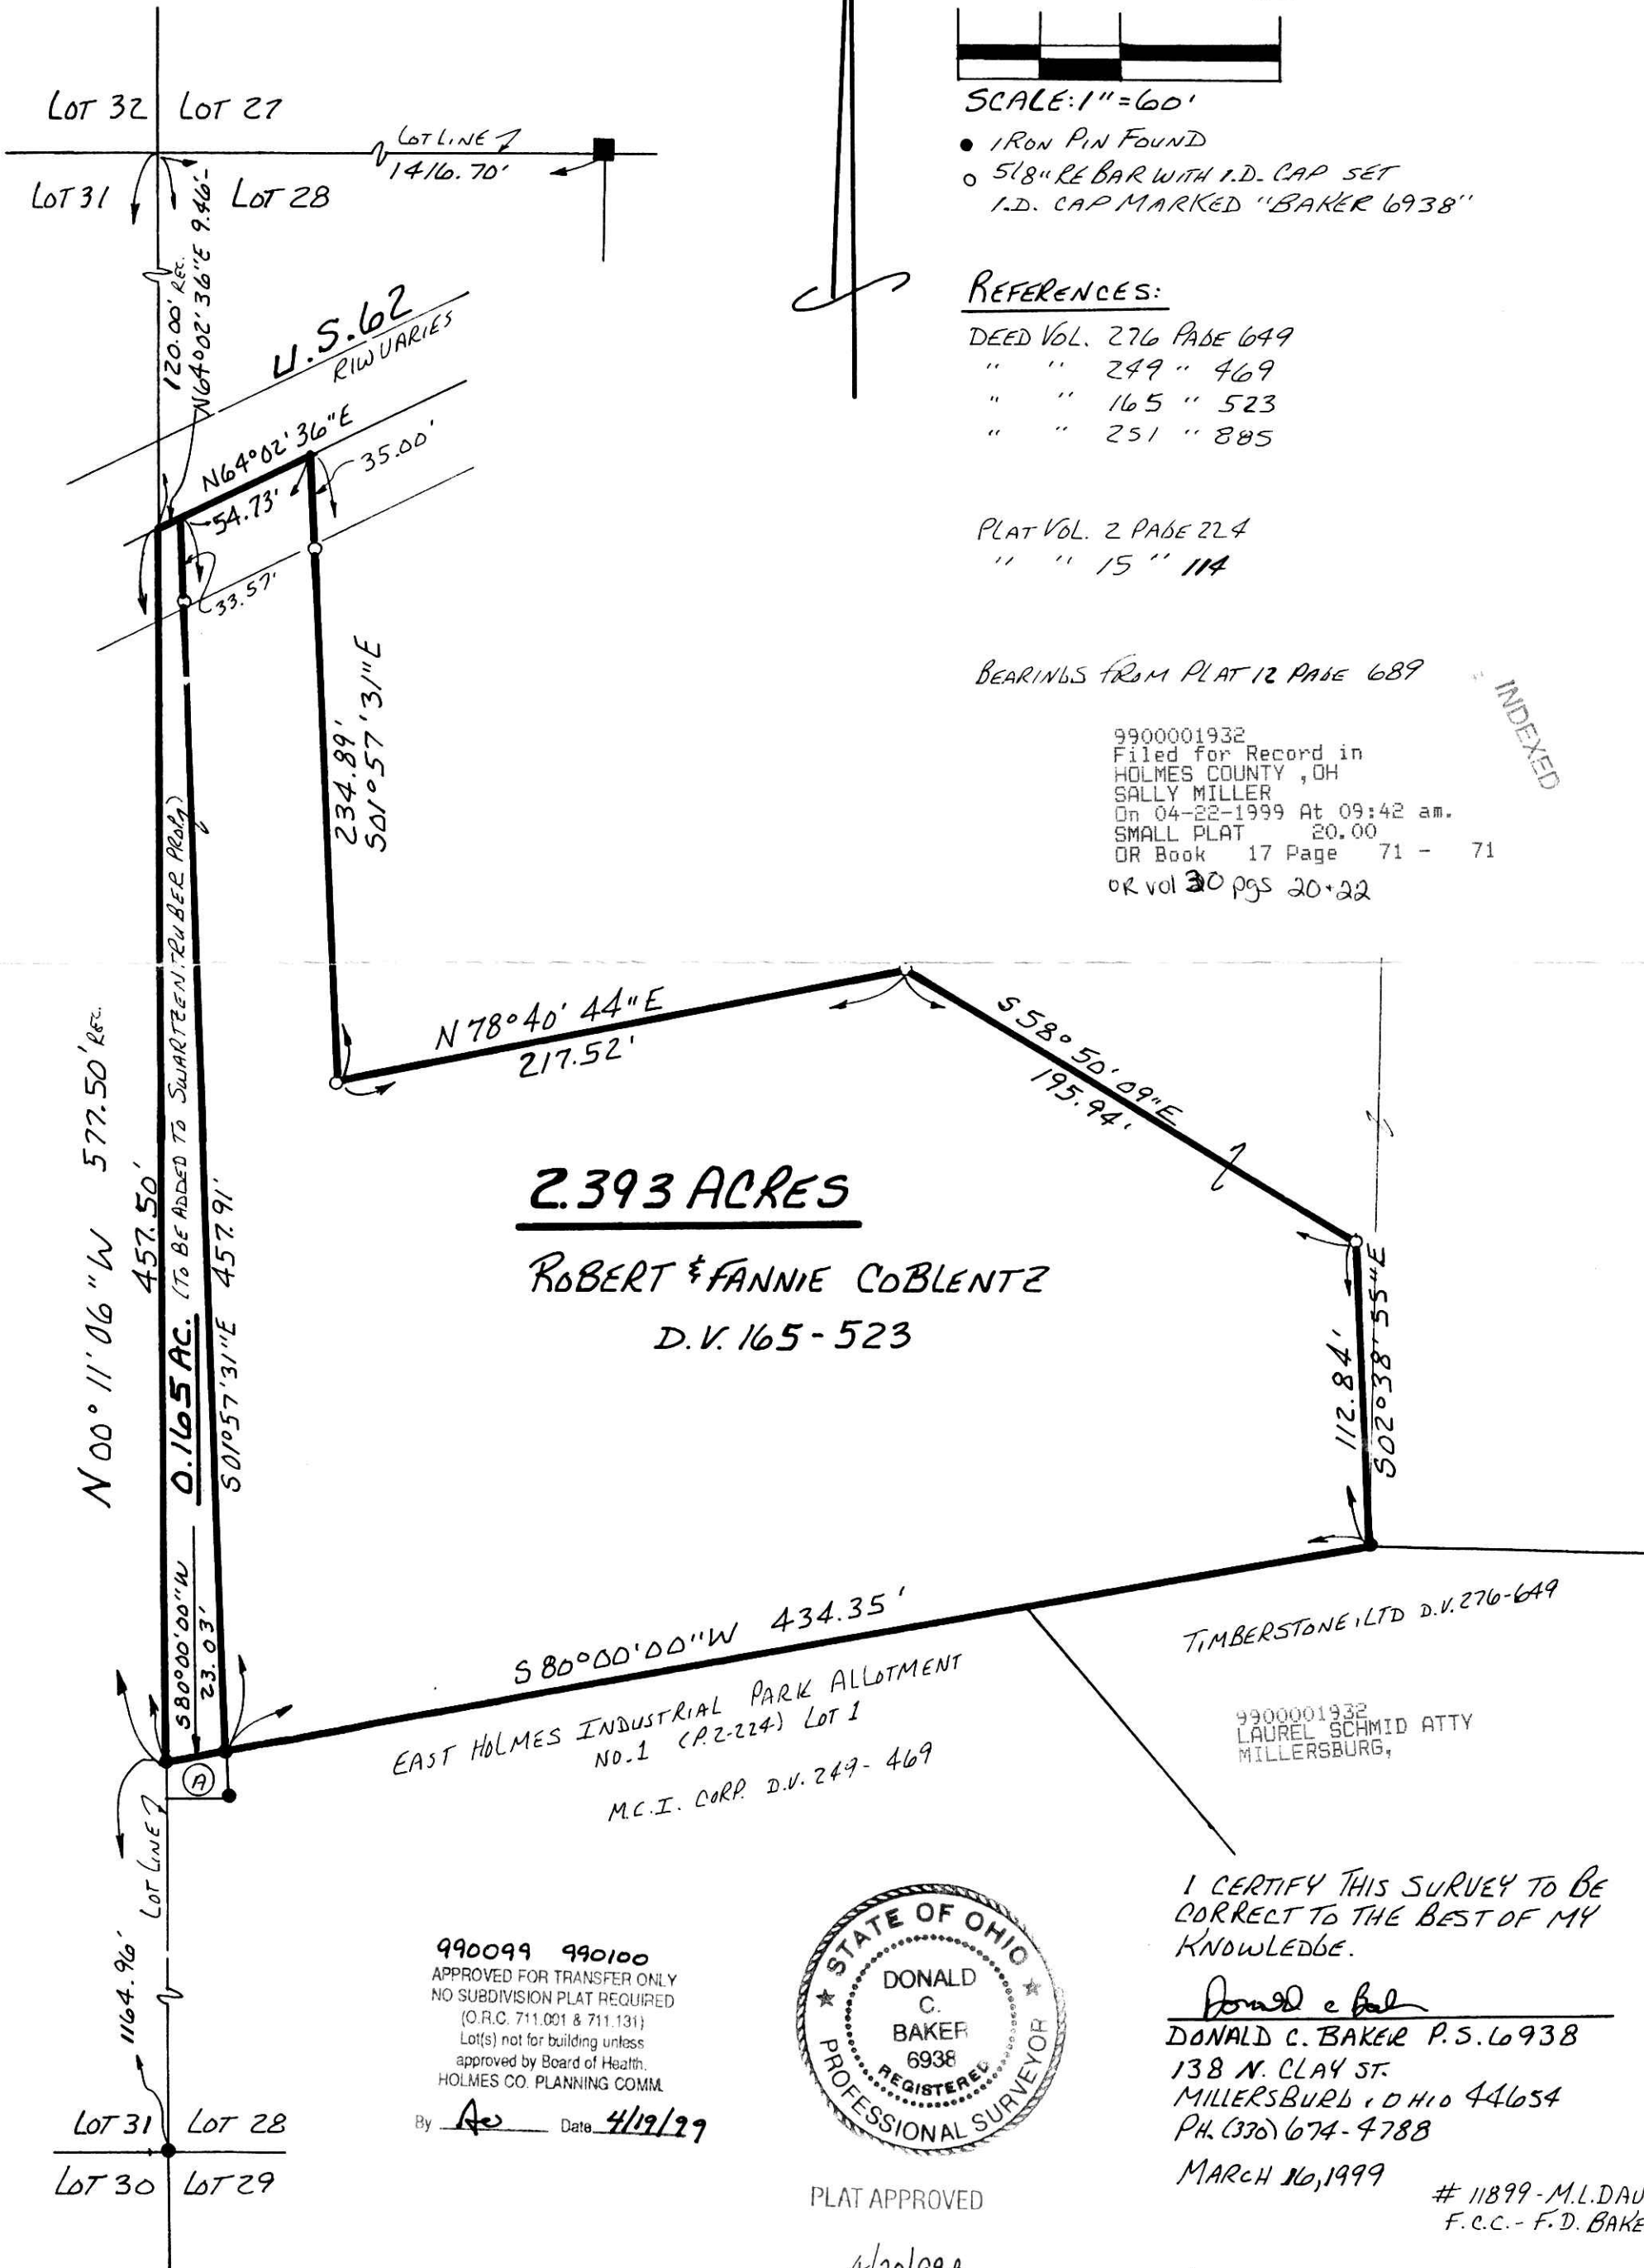 SCALE: 1"=60'
IRON PIN FOUND
5/8" REBAR WITH I.D. CAP SET
I.D. CAP MARKED "BAKER 6938"
LOT 32 LOT 27
LOT LINE
1416.70'
LOT 31 LOT 28
120.00' REC.
N64°02'36"E 9.46'
U.S.62
R/W VARIES
N64°02'36"E
54.73'
35.00'
33.57'
REFERENCES:
DEED VOL. 276 PAGE 649
" " 249 " 469
" " 165 " 523
" " 251 " 885
PLAT VOL. 2 PAGE 224
" " 15 " 114
BEARINGS FROM PLAT 12 PAGE 689
INDEXED
9900001932
Filed for Record in
HOLMES COUNTY , OH
SALLY MILLER
On 04-22-1999 At 09:42 am.
SMALL PLAT 20.00
OR Book 17 Page 71 - 71
OR vol 30 pgs 20+22
234.89'
S01°57'31"E
N78°40'44"E
217.52'
S58°50'09"E
195.94'
112.84'
S02°38'55"E
2.393 ACRES
ROBERT & FANNIE COBLENTZ
D.V. 165-523
N00°11'06"W 577.50' REC.
457.50'
0.165 AC. (TO BE ADDED TO SWARTZENTRUBER PROP.)
S01°57'31"E 457.91'
S80°00'00"W
23.03'
S80°00'00"W 434.35'
EAST HOLMES INDUSTRIAL PARK ALLOTMENT
NO.1 (P.2-224) LOT 1
M.C.I. CORP. D.V. 249-469
TIMBERSTONE, LTD D.V. 276-649
9900001932
LAUREL SCHMID ATTY
MILLERSBURG,
A
LOT LINE
1164.96'
LOT 31 LOT 28
LOT 30 LOT 29
990099 990100
APPROVED FOR TRANSFER ONLY
NO SUBDIVISION PLAT REQUIRED
(O.R.C. 711.001 & 711.131)
Lot(s) not for building unless
approved by Board of Health.
HOLMES CO. PLANNING COMM.
By Date 4/19/99
STATE OF OHIO
DONALD
C.
BAKER
6938
REGISTERED
PROFESSIONAL SURVEYOR
PLAT APPROVED
I CERTIFY THIS SURVEY TO BE
CORRECT TO THE BEST OF MY
KNOWLEDGE.
Donald C Bak
DONALD C. BAKER P.S. 6938
138 N. CLAY ST.
MILLERSBURG, OHIO 44654
PH. (330) 674-4788
MARCH 16, 1999
# 11899 - M.L. DAU
F.C.C. - F.D. BAKE